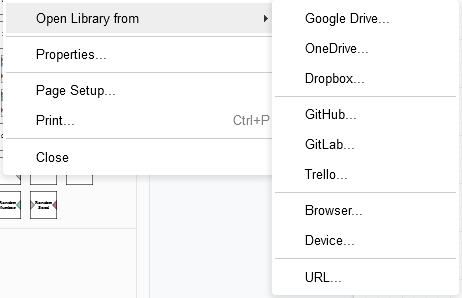 Open Library from
Properties...
Page Setup...
Print...
Ctrl+P
Close
Google Drive...
OneDrive...
Dropbox...
GitHub...
GitLab...
Trello...
Browser...
Device...
URL...